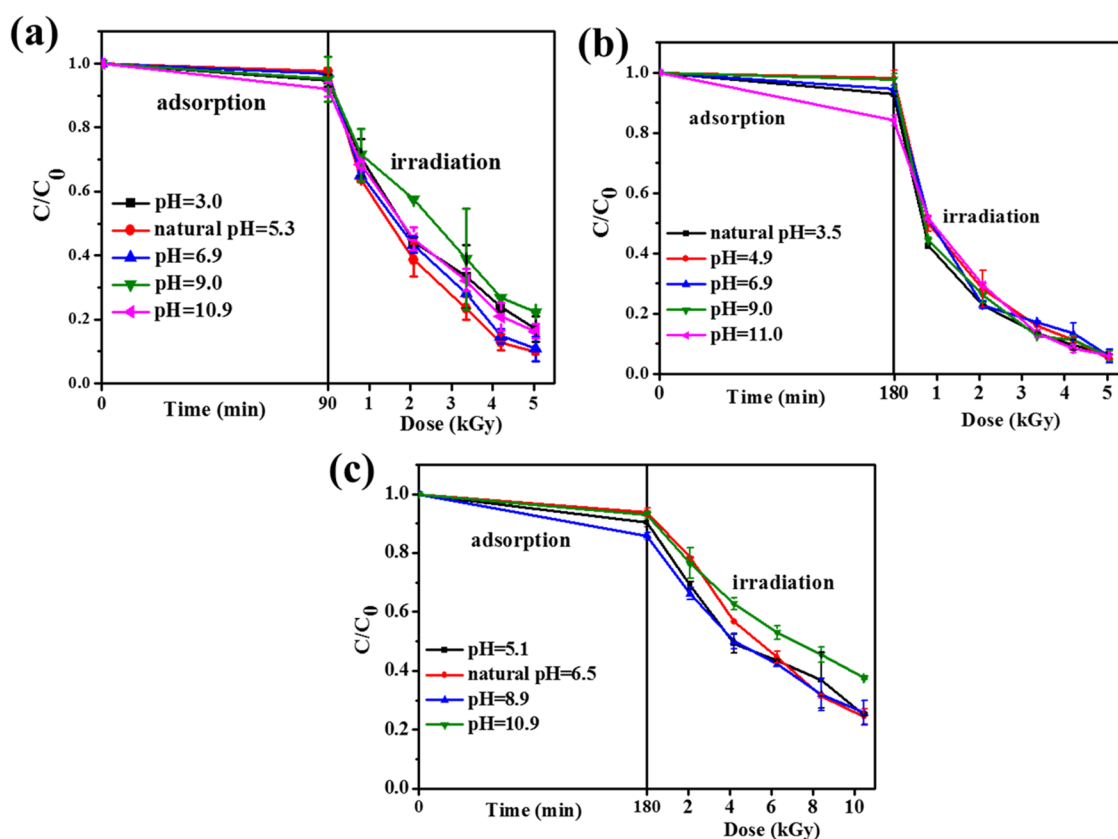 (a)
1.0
0.8
0.6
0.4
0.2
0.0
C/C0
adsorption
irradiation
pH=3.0
natural pH=5.3
pH=6.9
pH=9.0
pH=10.9
0 90 1 2 3 4 5
Time (min) Dose (kGy)
(b)
1.0
0.8
0.6
0.4
0.2
0.0
C/C0
adsorption
irradiation
natural pH=3.5
pH=4.9
pH=6.9
pH=9.0
pH=11.0
0 180 1 2 3 4 5
Time (min) Dose (kGy)
(c)
1.0
0.8
0.6
0.4
0.2
0.0
C/C0
adsorption
irradiation
pH=5.1
natural pH=6.5
pH=8.9
pH=10.9
0 180 2 4 6 8 10
Time (min) Dose (kGy)